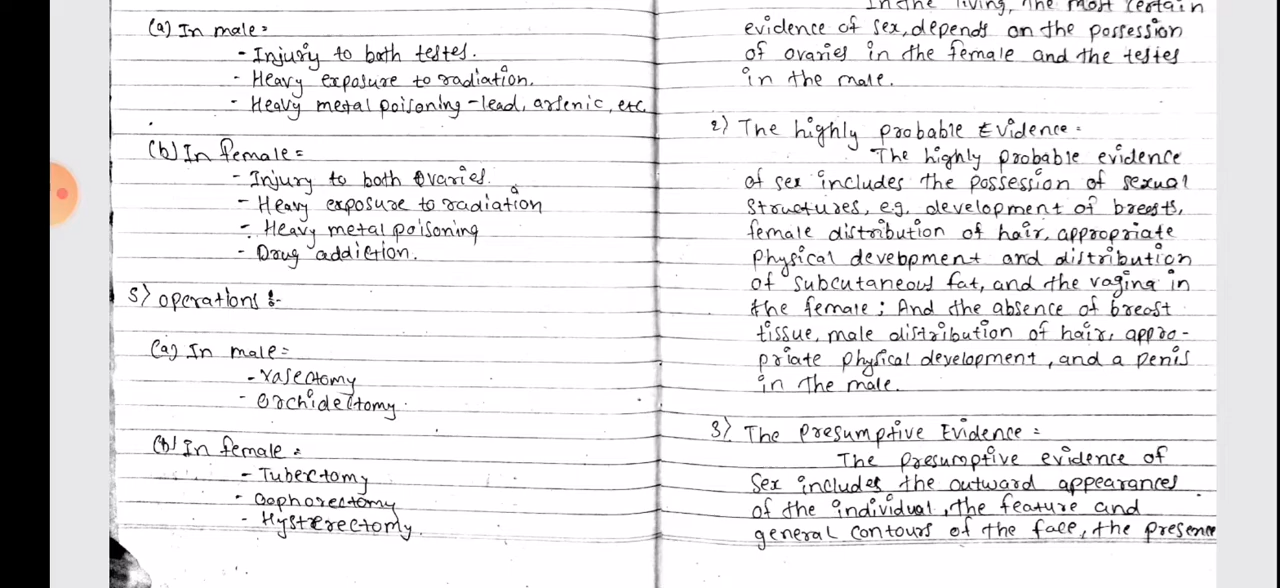 (a) In male =
- Injury to both testes.
- Heavy exposure to radiation.
- Heavy metal poisoning - lead, arsenic, etc
(b) In female =
- Injury to both ovaries.
- Heavy exposure to radiation
- Heavy metal poisoning
- Drug addiction.
5) operations :-
(a) In male =
- Vasectomy
- Orchidectomy.
(b) In female =
- Tubectomy
- Oophorectomy
- Hysterectomy.
In the living, the most certain
evidence of sex, depends on the possession
of ovaries in the female and the testes
in the male.
2) The highly probable Evidence =
The highly probable evidence
of sex includes the possession of sexual
structures, e.g. development of breasts,
female distribution of hair, appropriate
physical development and distribution
of subcutaneous fat, and the vagina in
the female; And the absence of breast
tissue, male distribution of hair, appro-
priate physical development, and a penis
in the male.
3) The Presumptive Evidence =
The presumptive evidence of
sex includes the outward appearances
of the individual, the feature and
general contours of the face, the presence